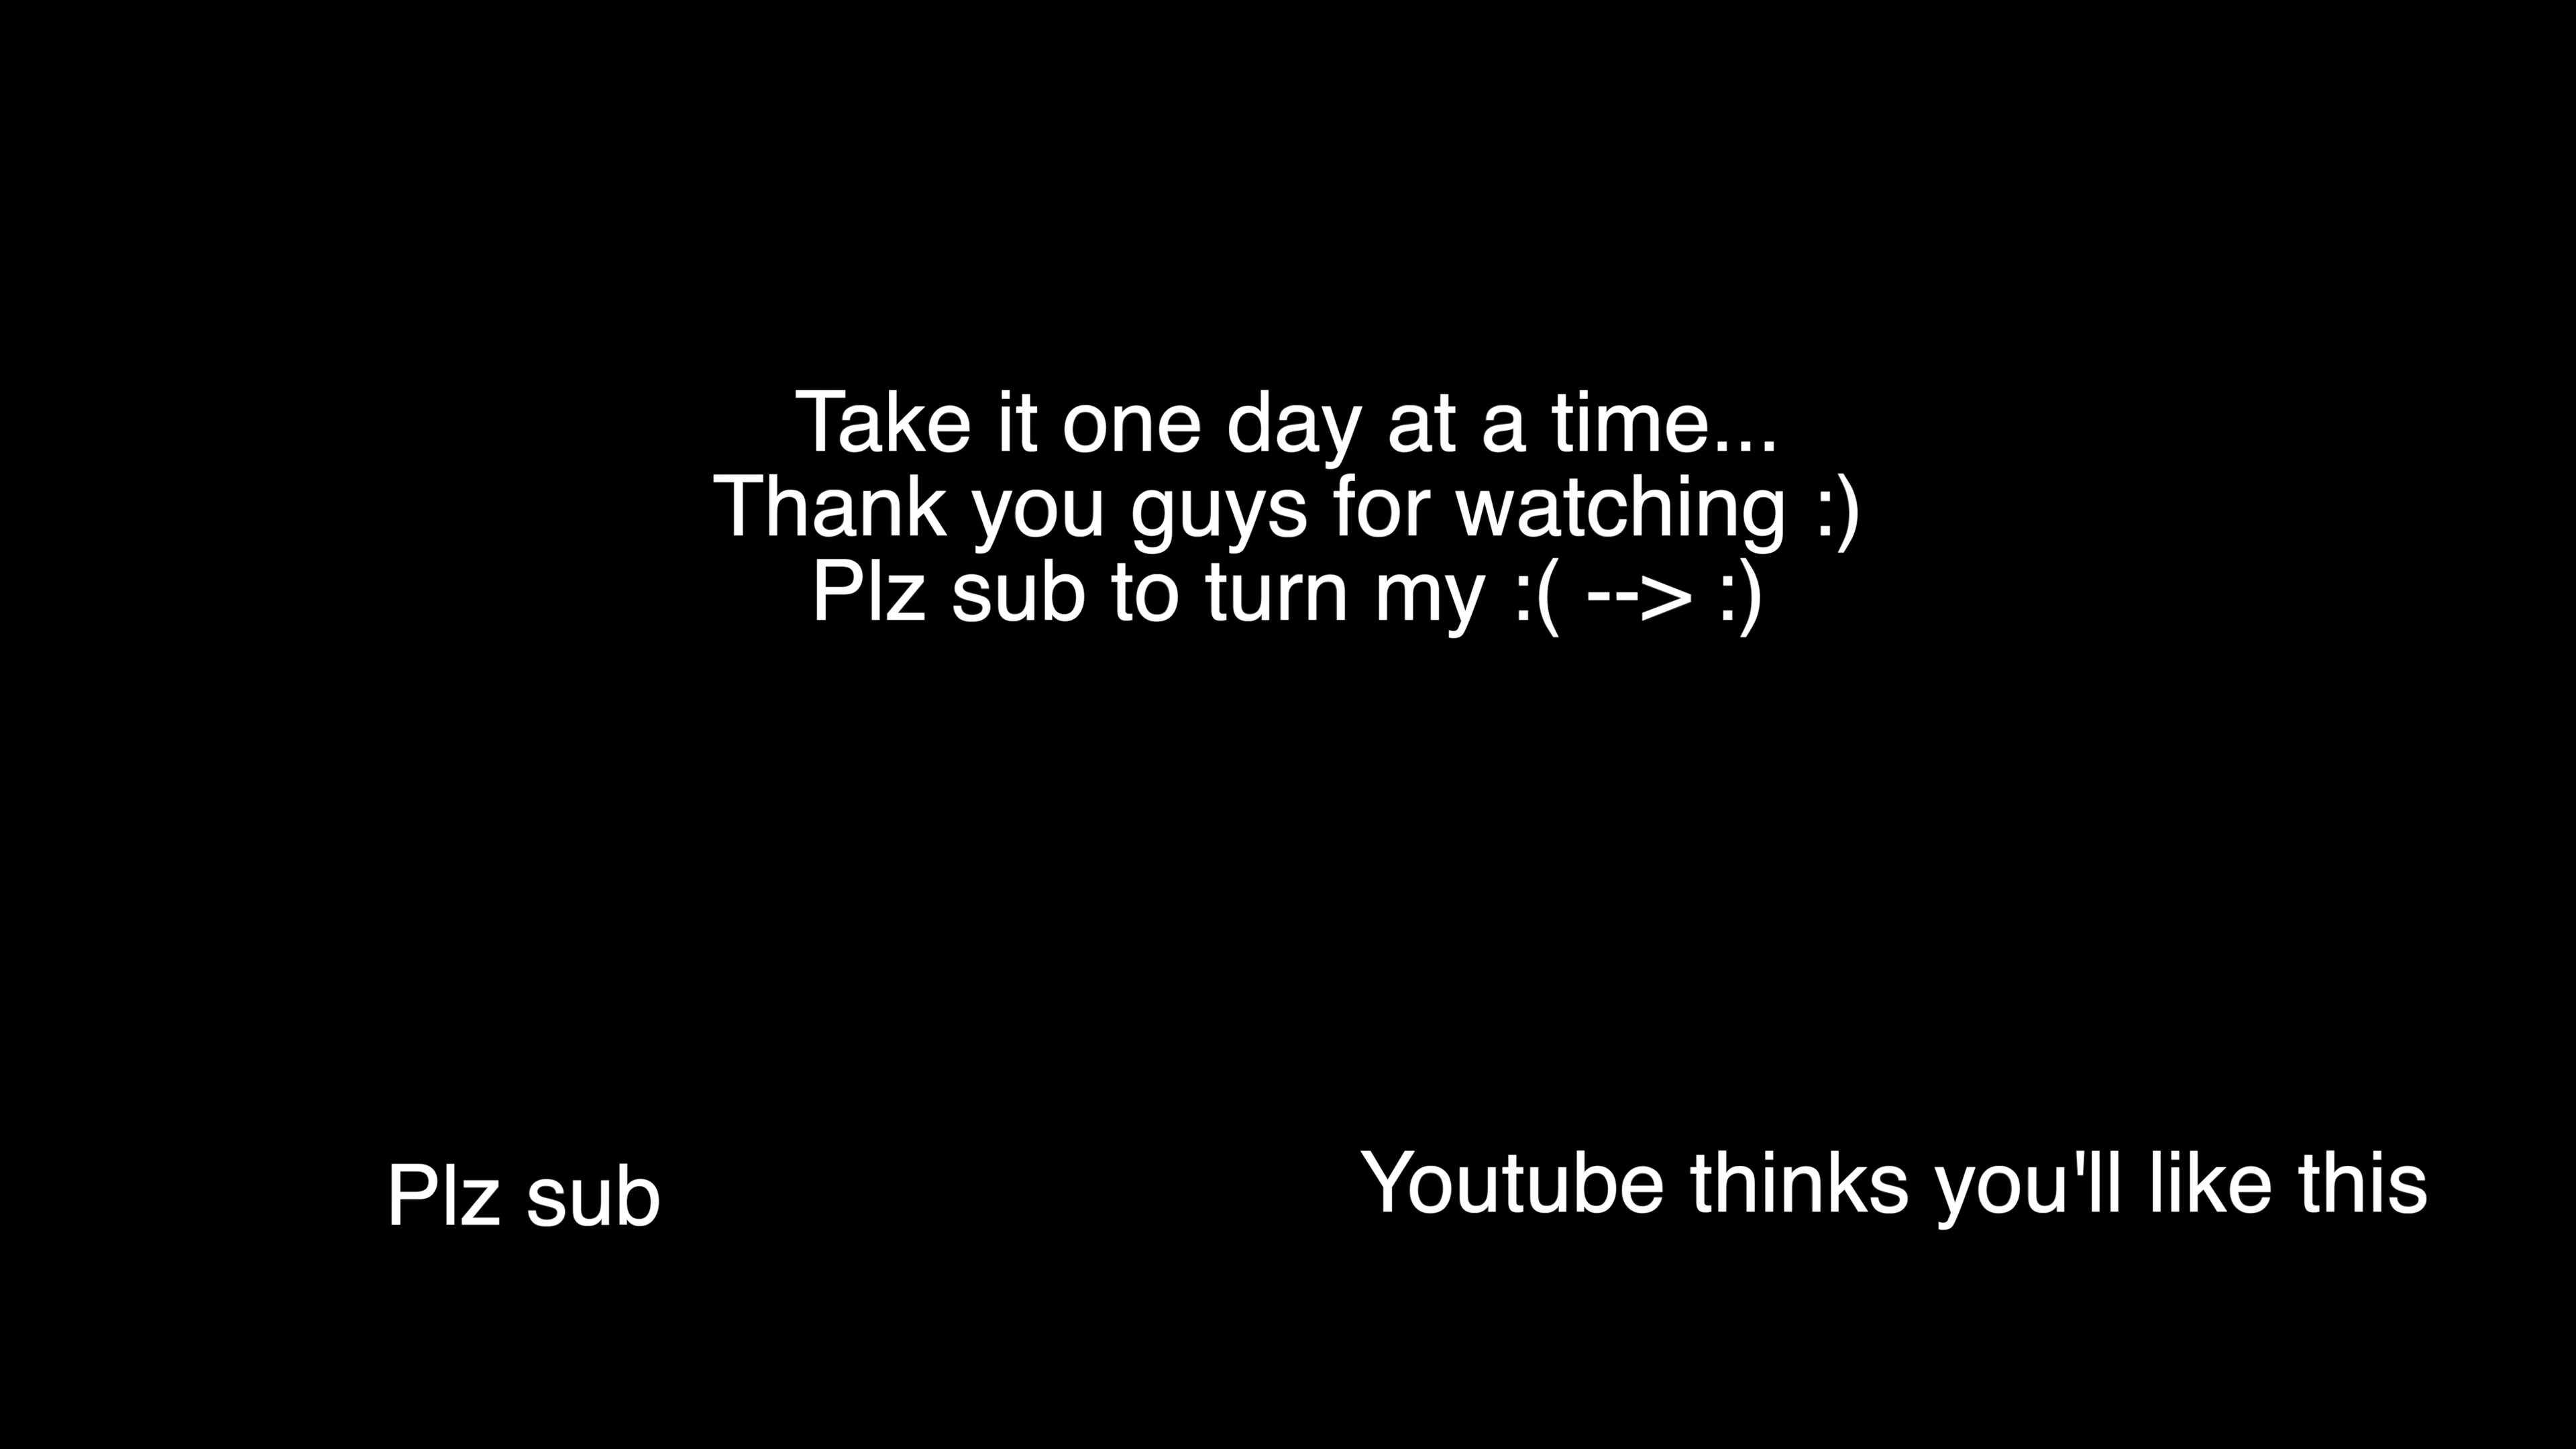 Take it one day at a time...
Thank you guys for watching :)
Plz sub to turn my :( --> :)
Plz sub
Youtube thinks you'll like this